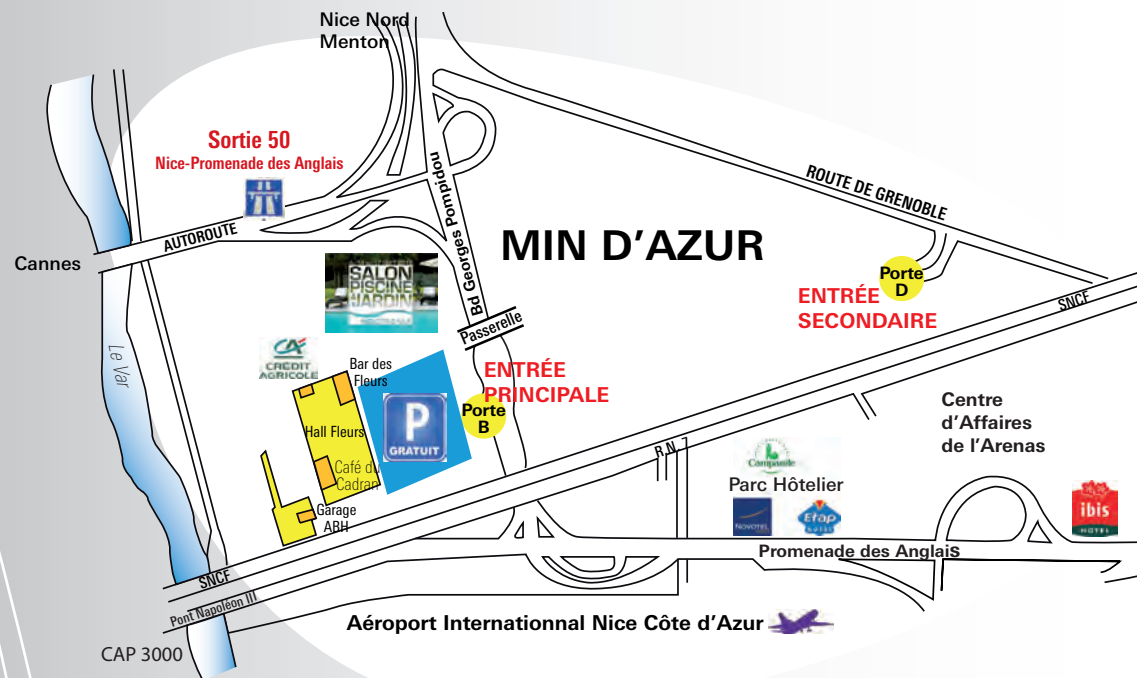 Nice Nord
Menton
Sortie 50
Nice-Promenade des Anglais
AUTOROUTE
Cannes
Bd Georges Pompidou
ROUTE DE GRENOBLE
MIN D'AZUR
Porte
D
ENTRÉE
SECONDAIRE
SNCF
SALON
PISCINE
JARDIN
Passerelle
Le Var
CA
CRÉDIT
AGRICOLE
Bar des
Fleurs
ENTRÉE
PRINCIPALE
Porte
B
P
GRATUIT
Hall Fleurs
Café du
Cadran
Garage
ABH
R.N. 7
Centre
d'Affaires
de l'Arenas
Campanile
Parc Hôtelier
NOVOTEL
Etap
HOTEL
ibis
HOTEL
Promenade des Anglais
SNCF
Pont Napoléon III
Aéroport Internationnal Nice Côte d'Azur
CAP 3000